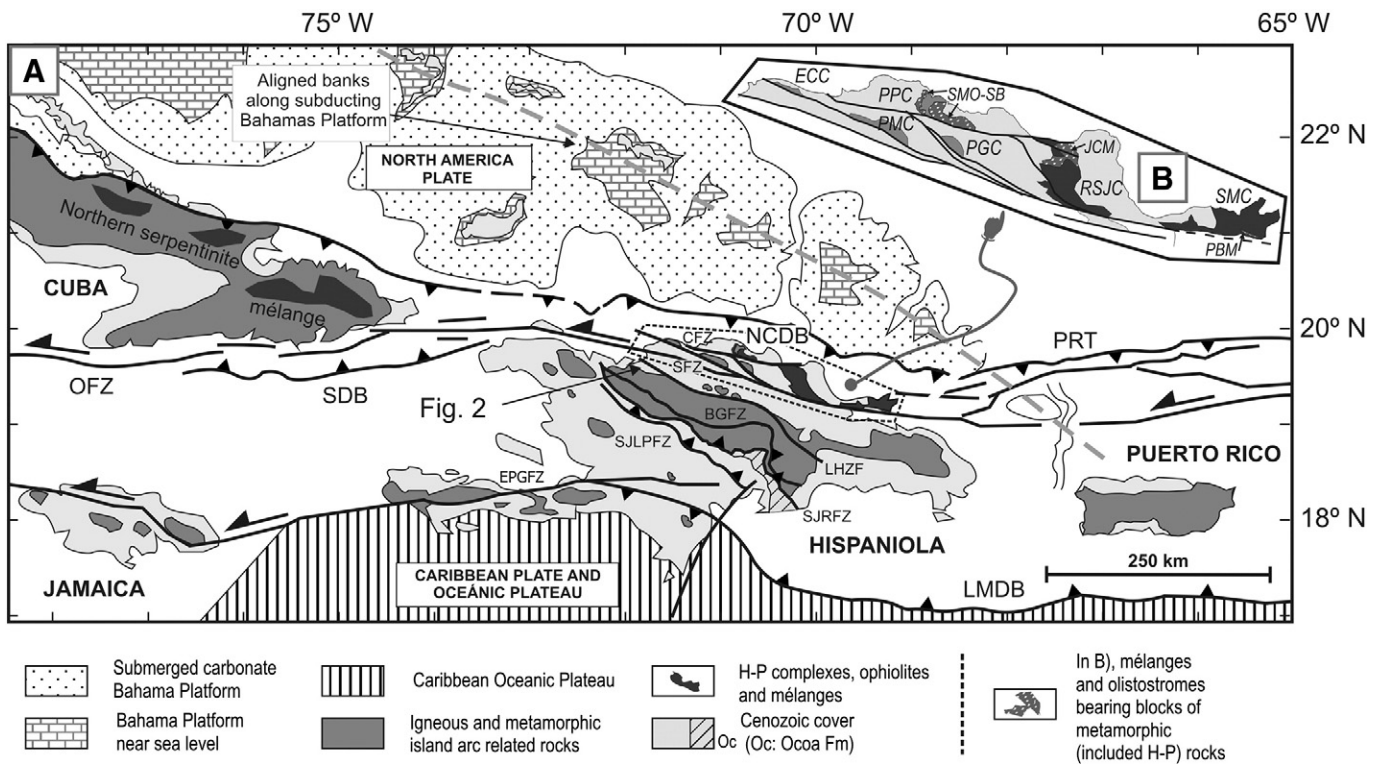 75º W
70º W
65º W
A
Aligned banks
along subducting
Bahamas Platform
NORTH AMERICA
PLATE
ECC
PPC
SMO-SB
PMC
PGC
JCM
RSJC
B
SMC
PBM
22º N
Northern serpentinite
mélange
CUBA
20º N
NCDB
CFZ
SFZ
PRT
OFZ
SDB
Fig. 2
BGFZ
SJLPFZ
LHZF
EPGFZ
SJRFZ
PUERTO RICO
18º N
HISPANIOLA
250 km
JAMAICA
CARIBBEAN PLATE AND
OCEÁNIC PLATEAU
LMDB
Submerged carbonate
Bahama Platform
Bahama Platform
near sea level
Caribbean Oceanic Plateau
Igneous and metamorphic
island arc related rocks
H-P complexes, ophiolites
and mélanges
Oc
Cenozoic cover
(Oc: Ocoa Fm)
In B), mélanges
and olistostromes
bearing blocks of
metamorphic
(included H-P) rocks